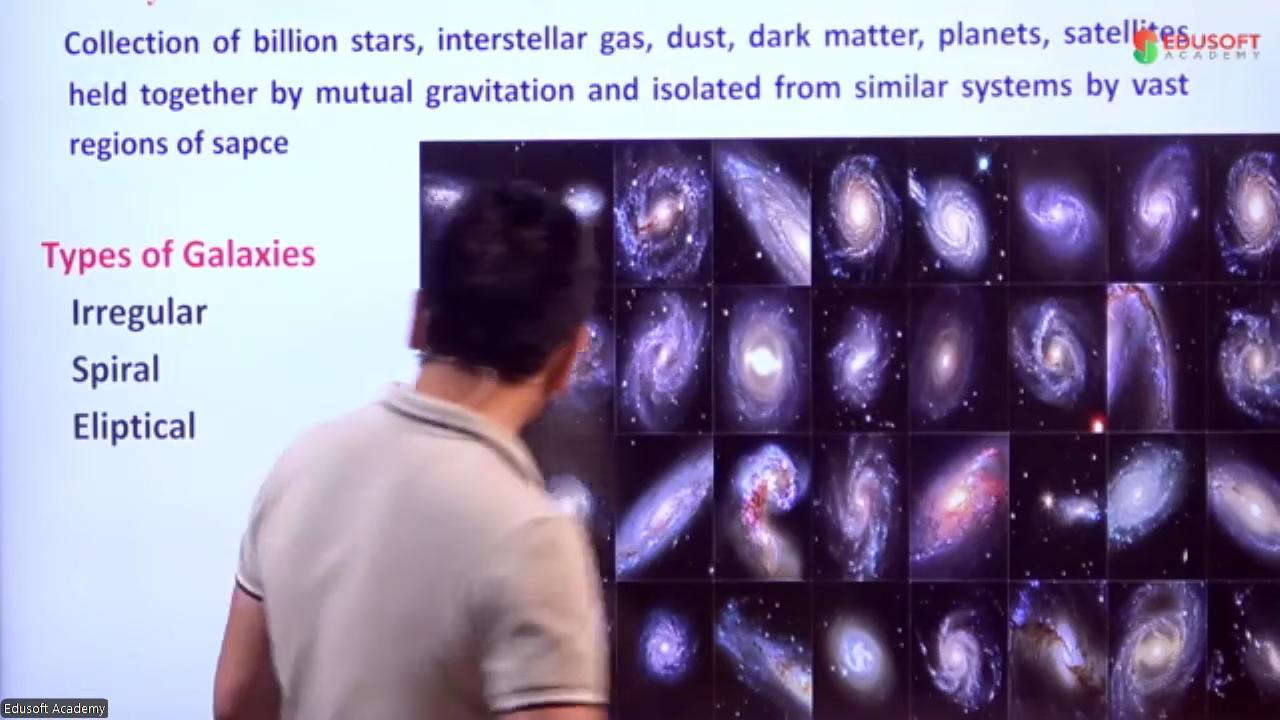 Collection of billion stars, interstellar gas, dust, dark matter, planets, satellites
held together by mutual gravitation and isolated from similar systems by vast
regions of sapce
EDUSOFT
ACADEMY
Types of Galaxies
Irregular
Spiral
Eliptical
Edusoft Academy